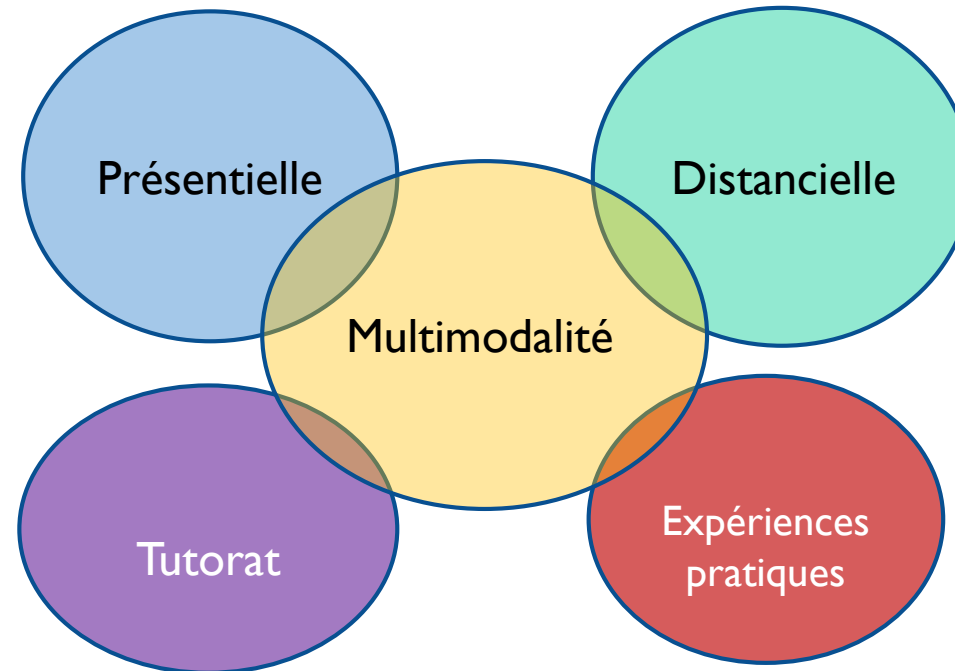 Présentielle
Distancielle
Multimodalité
Tutorat
Expériences
pratiques